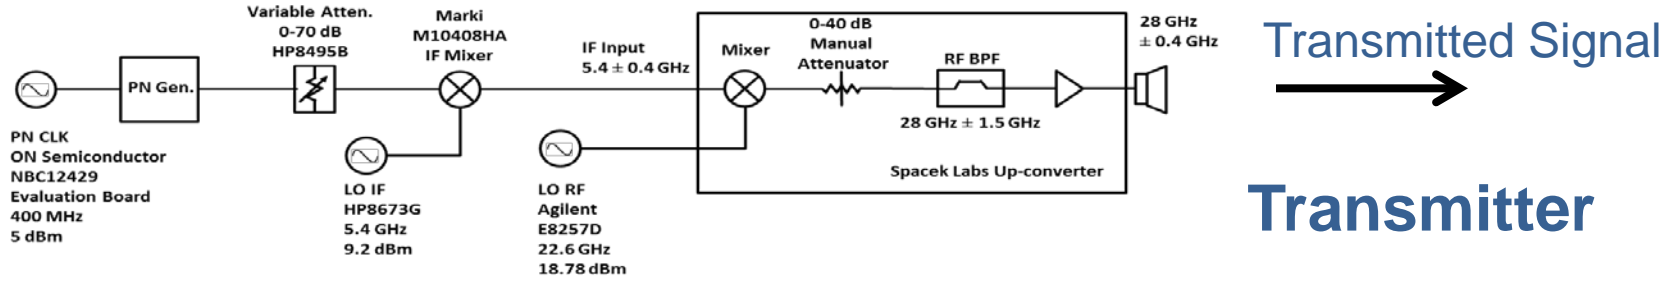 Variable Atten.
0-70 dB
HP8495B
Marki
M10408HA
IF Mixer
IF Input
5.4 ± 0.4 GHz
Mixer
0-40 dB
Manual
Attenuator
RF BPF
28 GHz
± 0.4 GHz
Transmitted Signal
PN Gen.
28 GHz ± 1.5 GHz
PN CLK
ON Semiconductor
NBC12429
Evaluation Board
400 MHz
5 dBm
LO IF
HP8673G
5.4 GHz
9.2 dBm
LO RF
Agilent
E8257D
22.6 GHz
18.78 dBm
Spacek Labs Up-converter
Transmitter